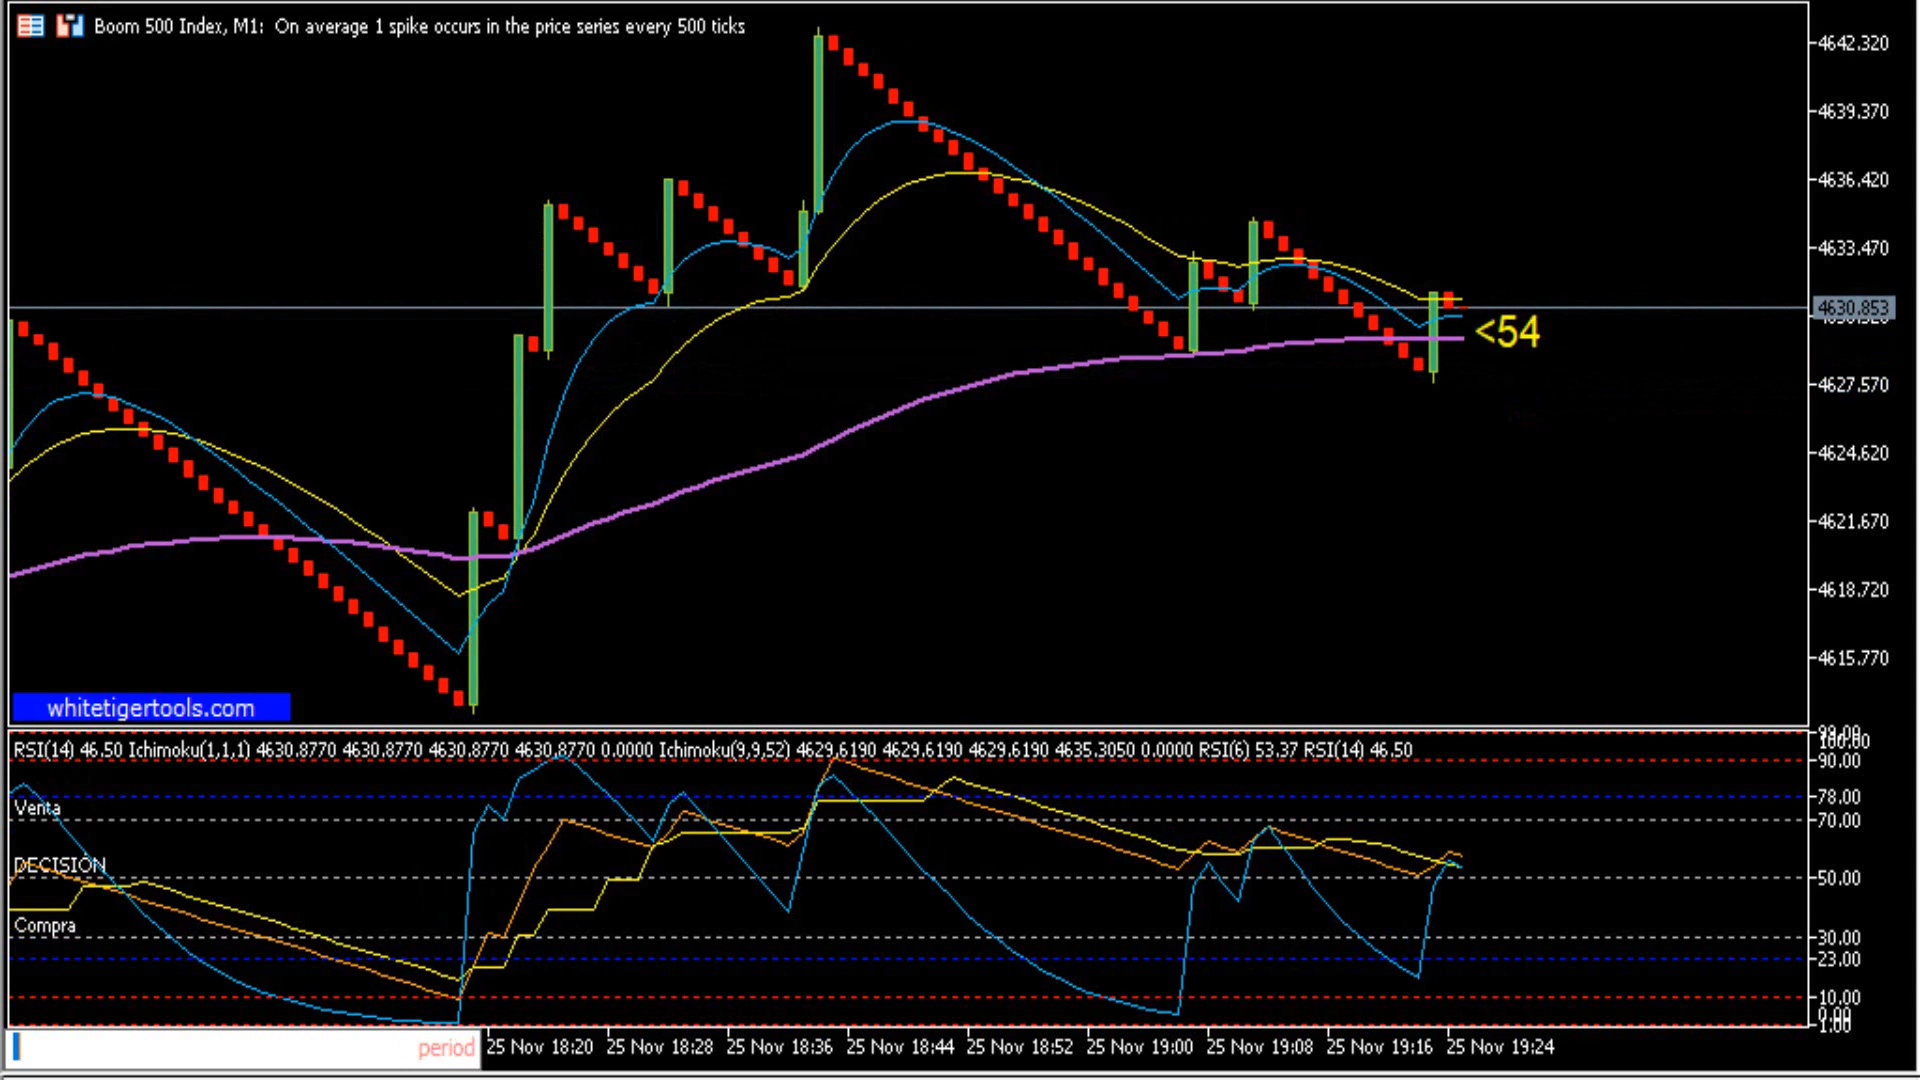 Boom 500 Index, M1: On average 1 spike occurs in the price series every 500 ticks
4642.320
4639.370
4636.420
4633.470
4630.853
<54
4627.570
4624.620
4621.670
4618.720
4615.770
whitetigertools.com
RSI(14) 46.50 Ichimoku(1,1,1) 4630.8770 4630.8770 4630.8770 4630.8770 0.0000 Ichimoku(9,9,52) 4629.6190 4629.6190 4629.6190 4635.3050 0.0000 RSI(6) 53.37 RSI(14) 46.50
100.00
90.00
78.00
Venta
70.00
DECISIÓN
50.00
Compra
30.00
23.00
10.00
1.00
period
25 Nov 18:20 25 Nov 18:28 25 Nov 18:36 25 Nov 18:44 25 Nov 18:52 25 Nov 19:00 25 Nov 19:08 25 Nov 19:16 25 Nov 19:24